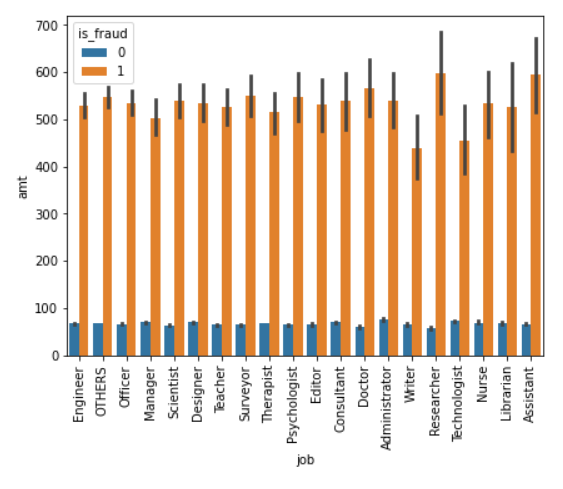 700
600
500
400
300
200
100
0
amt
is_fraud
0
1
Engineer
OTHERS
Officer
Manager
Scientist
Designer
Teacher
Surveyor
Therapist
Psychologist
Editor
Consultant
Doctor
Administrator
Writer
Researcher
Technologist
Nurse
Librarian
Assistant
job